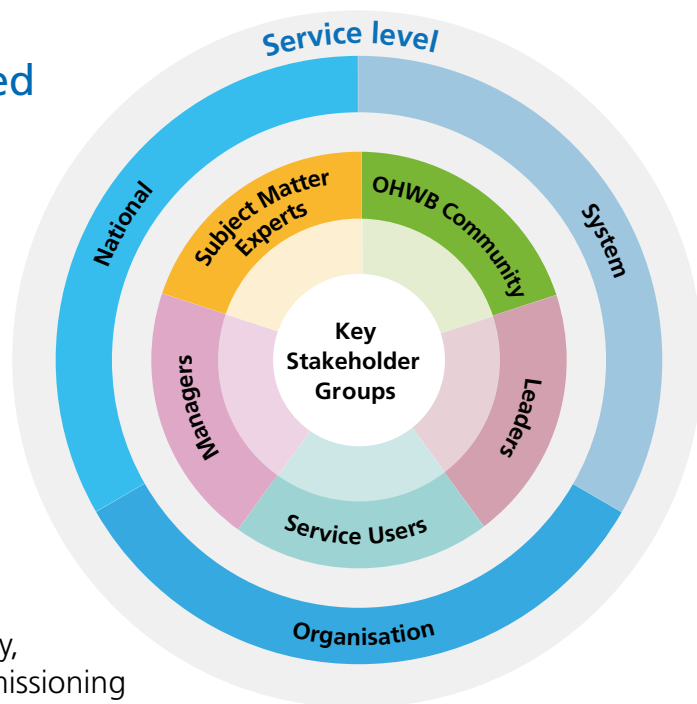 Service level
ed
National
System
Subject Matter
Experts
OHWB Community
Managers
Leaders
Key
Stakeholder
Groups
Service Users
Organisation
y,
nissioning